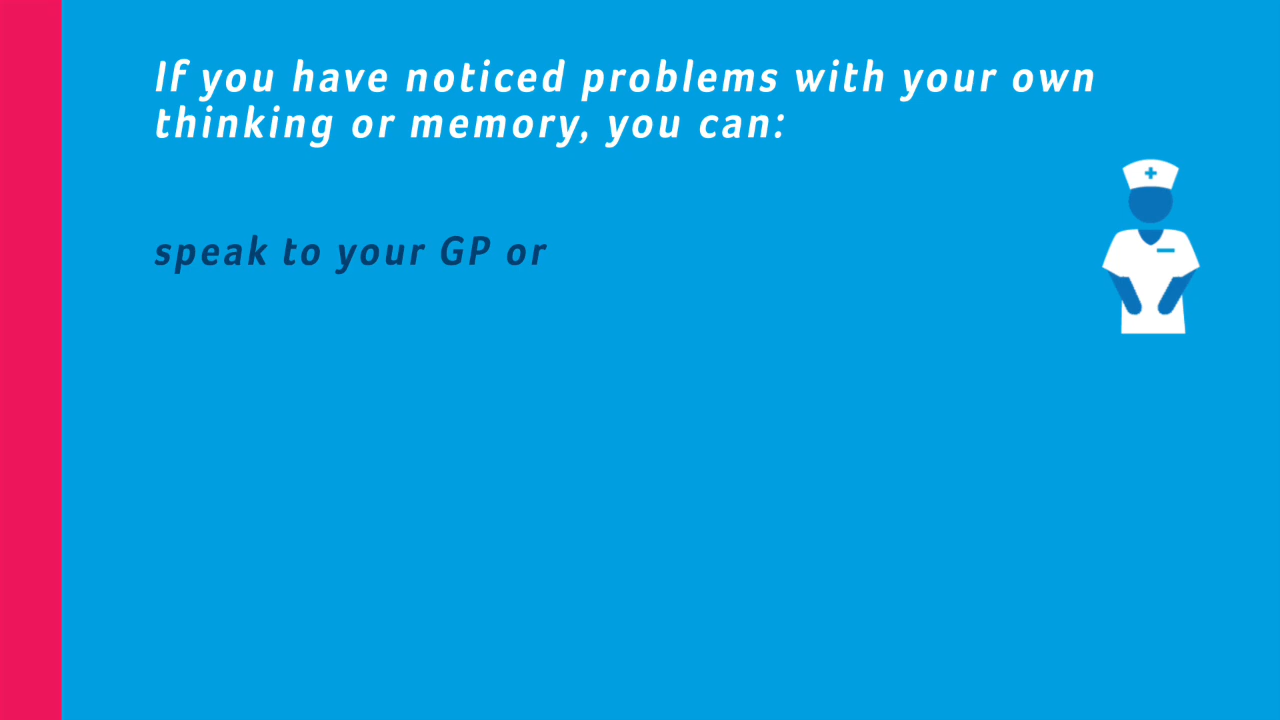 If you have noticed problems with your own
thinking or memory, you can:
speak to your GP or